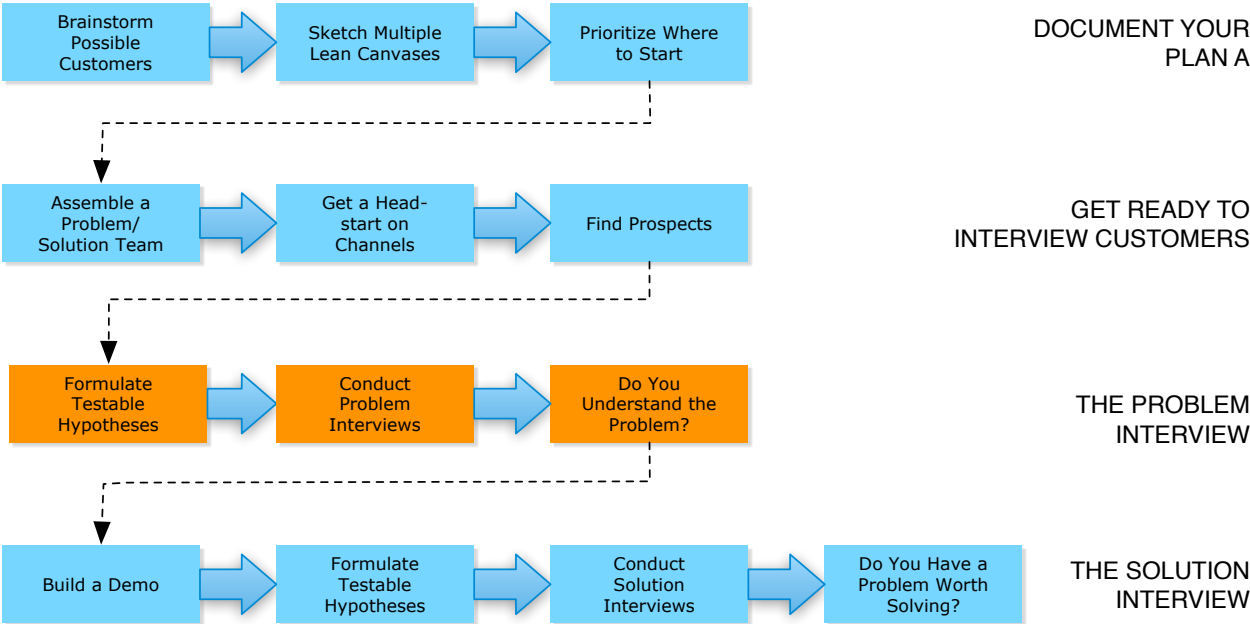 Brainstorm
Possible
Customers
Sketch Multiple
Lean Canvases
Prioritize Where
to Start
DOCUMENT YOUR
PLAN A
Assemble a
Problem/
Solution Team
Get a Head-
start on
Channels
Find Prospects
GET READY TO
INTERVIEW CUSTOMERS
Formulate
Testable
Hypotheses
Conduct
Problem
Interviews
Do You
Understand the
Problem?
THE PROBLEM
INTERVIEW
Build a Demo
Formulate
Testable
Hypotheses
Conduct
Solution
Interviews
Do You Have a
Problem Worth
Solving?
THE SOLUTION
INTERVIEW